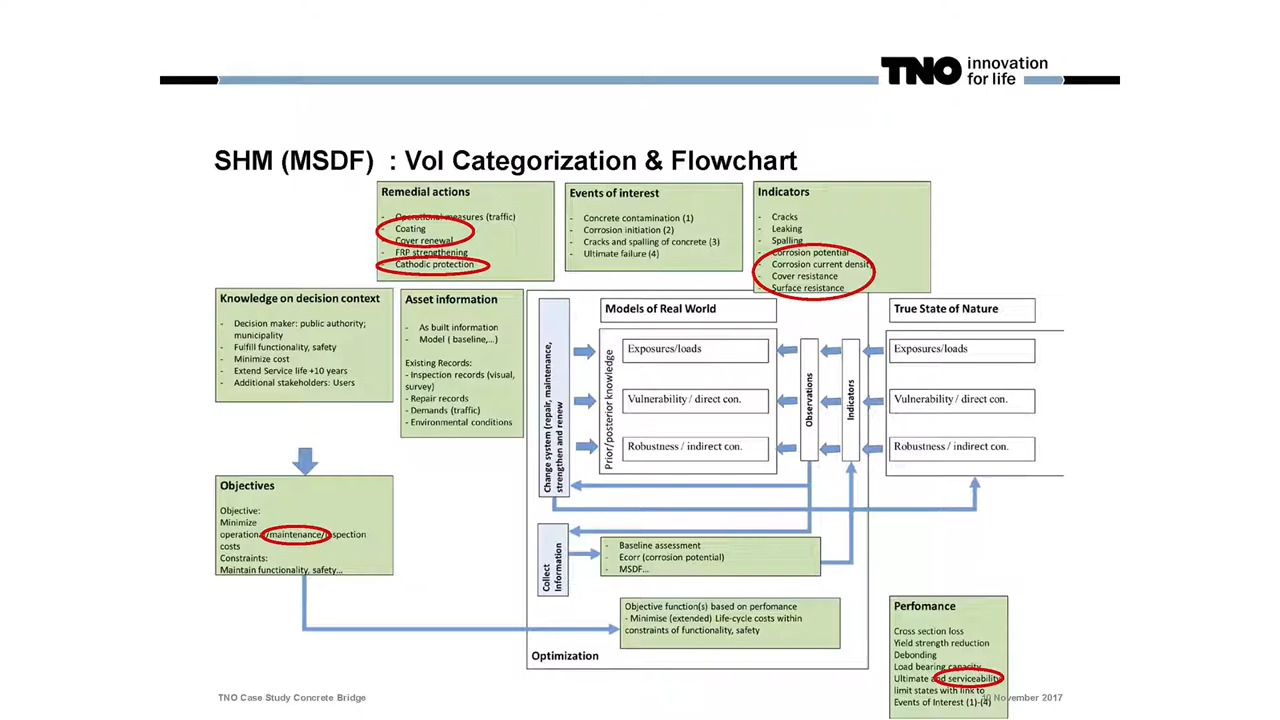 TNO innovation
for life
SHM (MSDF) : VoI Categorization & Flowchart
Remedial actions
- Operational measures (traffic)
- Coating
- Cover renewal
- FRP strengthening
- Cathodic protection
Events of interest
- Concrete contamination (1)
- Corrosion initiation (2)
- Cracks and spalling of concrete (3)
- Ultimate failure (4)
Indicators
- Cracks
- Leaking
- Spalling
- Corrosion potential
- Corrosion current density
- Cover resistance
- Surface resistance
Knowledge on decision context
- Decision maker: public authority;
municipality
- Fulfill functionality, safety
- Minimize cost
- Extend Service life +10 years
- Additional stakeholders: Users
Asset information
- As built information
- Model ( baseline,...)
Existing Records:
- Inspection records (visual,
survey)
- Repair records
- Demands (traffic)
- Environmental conditions
Change system (repair, maintenance,
strengthen and renew
Models of Real World
Prior/posterior knowledge
Exposures/loads
Vulnerability / direct con.
Robustness / indirect con.
Observations
Indicators
True State of Nature
Exposures/loads
Vulnerability / direct con.
Robustness / indirect con.
Objectives
Objective:
Minimize
operational/maintenance/inspection
costs
Constraints:
Maintain functionality, safety...
Collect
Information
- Baseline assessment
- Ecorr (corrosion potential)
- MSDF...
Objective function(s) based on perfomance
- Minimise (extended) Life-cycle costs within
constraints of functionality, safety
Optimization
Perfomance
Cross section loss
Yield strength reduction
Debonding
Load bearing capacity
Ultimate and serviceability
limit states with link to
Events of Interest (1)-(4)
TNO Case Study Concrete Bridge
10 November 2017